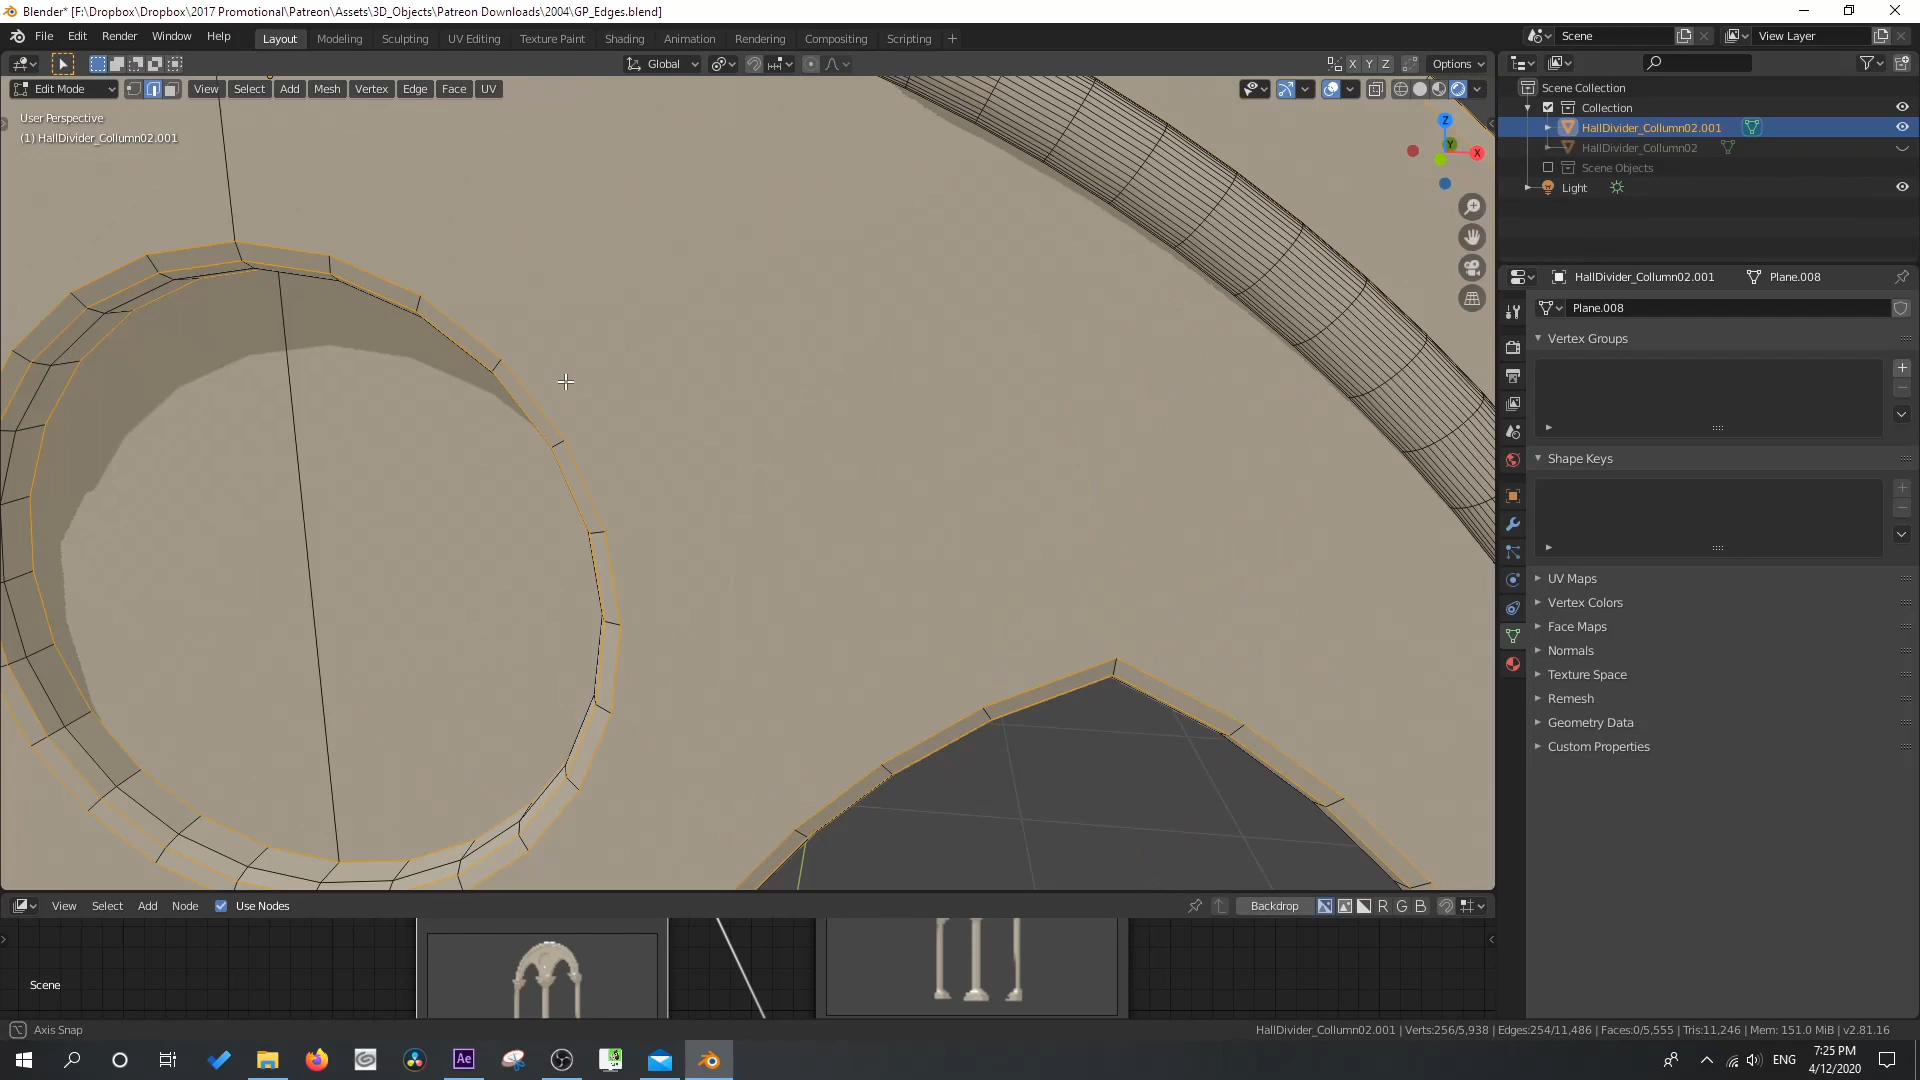 Blender* [F:\Dropbox\Dropbox\2017 Promotional\Patreon\Assets\3D_Objects\Patreon Downloads\2004\GP_Edges.blend]
File Edit Render Window Help Layout Modeling Sculpting UV Editing Texture Paint Shading Animation Rendering Compositing Scripting + Scene View Layer
Global X Y Z Options
Edit Mode View Select Add Mesh Vertex Edge Face UV
User Perspective
(1) HallDivider_Collumn02.001
Z
Y
X
Scene Collection
Collection
HallDivider_Collumn02.001
HallDivider_Collumn02
Scene Objects
Light
HallDivider_Collumn02.001 Plane.008
Plane.008
Vertex Groups
Shape Keys
UV Maps
Vertex Colors
Face Maps
Normals
Texture Space
Remesh
Geometry Data
Custom Properties
View Select Add Node Use Nodes Backdrop R G B
Scene
Axis Snap HallDivider_Collumn02.001 | Verts:256/5,938 | Edges:254/11,486 | Faces:0/5,555 | Tris:11,246 | Mem: 151.0 MiB | v2.81.16
Ae ENG 7:25 PM
4/12/2020